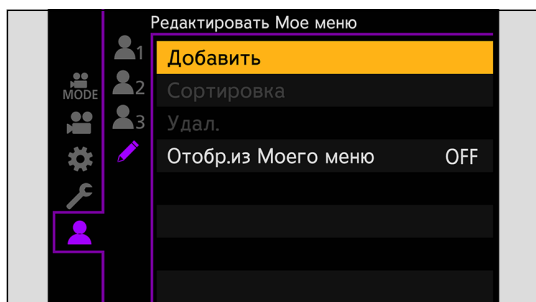 Редактировать Мое меню
1
Добавить
MODE
2
Сортировка
3
Удал.
Отобр.из Моего меню OFF